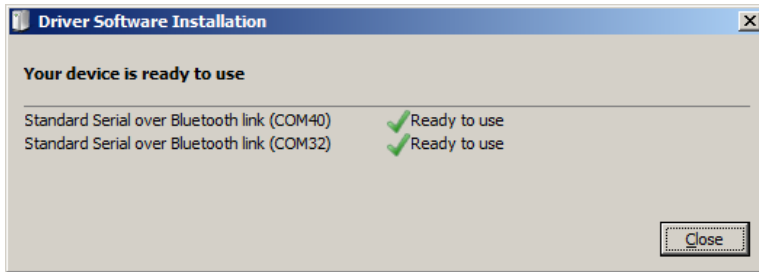 Driver Software Installation
Your device is ready to use
Standard Serial over Bluetooth link (COM40) Ready to use
Standard Serial over Bluetooth link (COM32) Ready to use
Close